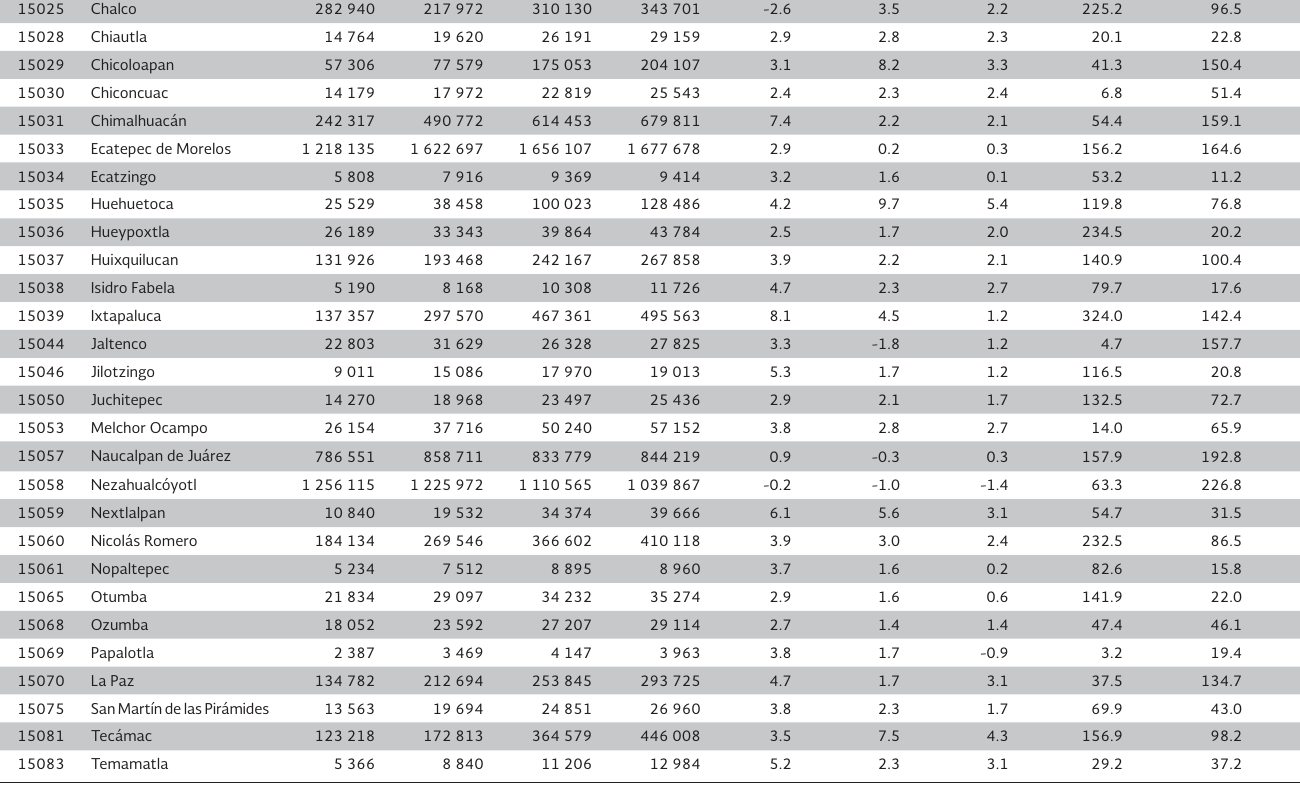 15025 Chalco 282 940 217 972 310 130 343 701 -2.6 3.5 2.2 225.2 96.5
15028 Chiautla 14 764 19 620 26 191 29 159 2.9 2.8 2.3 20.1 22.8
15029 Chicoloapan 57 306 77 579 175 053 204 107 3.1 8.2 3.3 41.3 150.4
15030 Chiconcuac 14 179 17 972 22 819 25 543 2.4 2.3 2.4 6.8 51.4
15031 Chimalhuacán 242 317 490 772 614 453 679 811 7.4 2.2 2.1 54.4 159.1
15033 Ecatepec de Morelos 1 218 135 1 622 697 1 656 107 1 677 678 2.9 0.2 0.3 156.2 164.6
15034 Ecatzingo 5 808 7 916 9 369 9 414 3.2 1.6 0.1 53.2 11.2
15035 Huehuetoca 25 529 38 458 100 023 128 486 4.2 9.7 5.4 119.8 76.8
15036 Hueypoxtla 26 189 33 343 39 864 43 784 2.5 1.7 2.0 234.5 20.2
15037 Huixquilucan 131 926 193 468 242 167 267 858 3.9 2.2 2.1 140.9 100.4
15038 Isidro Fabela 5 190 8 168 10 308 11 726 4.7 2.3 2.7 79.7 17.6
15039 Ixtapaluca 137 357 297 570 467 361 495 563 8.1 4.5 1.2 324.0 142.4
15044 Jaltenco 22 803 31 629 26 328 27 825 3.3 -1.8 1.2 4.7 157.7
15046 Jilotzingo 9 011 15 086 17 970 19 013 5.3 1.7 1.2 116.5 20.8
15050 Juchitepec 14 270 18 968 23 497 25 436 2.9 2.1 1.7 132.5 72.7
15053 Melchor Ocampo 26 154 37 716 50 240 57 152 3.8 2.8 2.7 14.0 65.9
15057 Naucalpan de Juárez 786 551 858 711 833 779 844 219 0.9 -0.3 0.3 157.9 192.8
15058 Nezahualcóyotl 1 256 115 1 225 972 1 110 565 1 039 867 -0.2 -1.0 -1.4 63.3 226.8
15059 Nextlalpan 10 840 19 532 34 374 39 666 6.1 5.6 3.1 54.7 31.5
15060 Nicolás Romero 184 134 269 546 366 602 410 118 3.9 3.0 2.4 232.5 86.5
15061 Nopaltepec 5 234 7 512 8 895 8 960 3.7 1.6 0.2 82.6 15.8
15065 Otumba 21 834 29 097 34 232 35 274 2.9 1.6 0.6 141.9 22.0
15068 Ozumba 18 052 23 592 27 207 29 114 2.7 1.4 1.4 47.4 46.1
15069 Papalotla 2 387 3 469 4 147 3 963 3.8 1.7 -0.9 3.2 19.4
15070 La Paz 134 782 212 694 253 845 293 725 4.7 1.7 3.1 37.5 134.7
15075 San Martín de las Pirámides 13 563 19 694 24 851 26 960 3.8 2.3 1.7 69.9 43.0
15081 Tecámac 123 218 172 813 364 579 446 008 3.5 7.5 4.3 156.9 98.2
15083 Temamatla 5 366 8 840 11 206 12 984 5.2 2.3 3.1 29.2 37.2